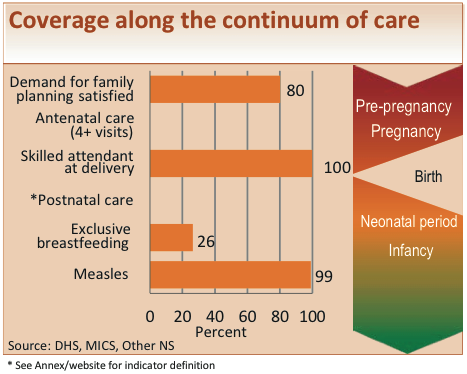 Coverage along the continuum of care
Demand for family
planning satisfied
80
Antenatal care
(4+ visits)
Skilled attendant
at delivery
100
*Postnatal care
Exclusive
breastfeeding
26
Measles
99
0 20 40 60 80 100
Percent
Pre-pregnancy
Pregnancy
Birth
Neonatal period
Infancy
Source: DHS, MICS, Other NS
* See Annex/website for indicator definition